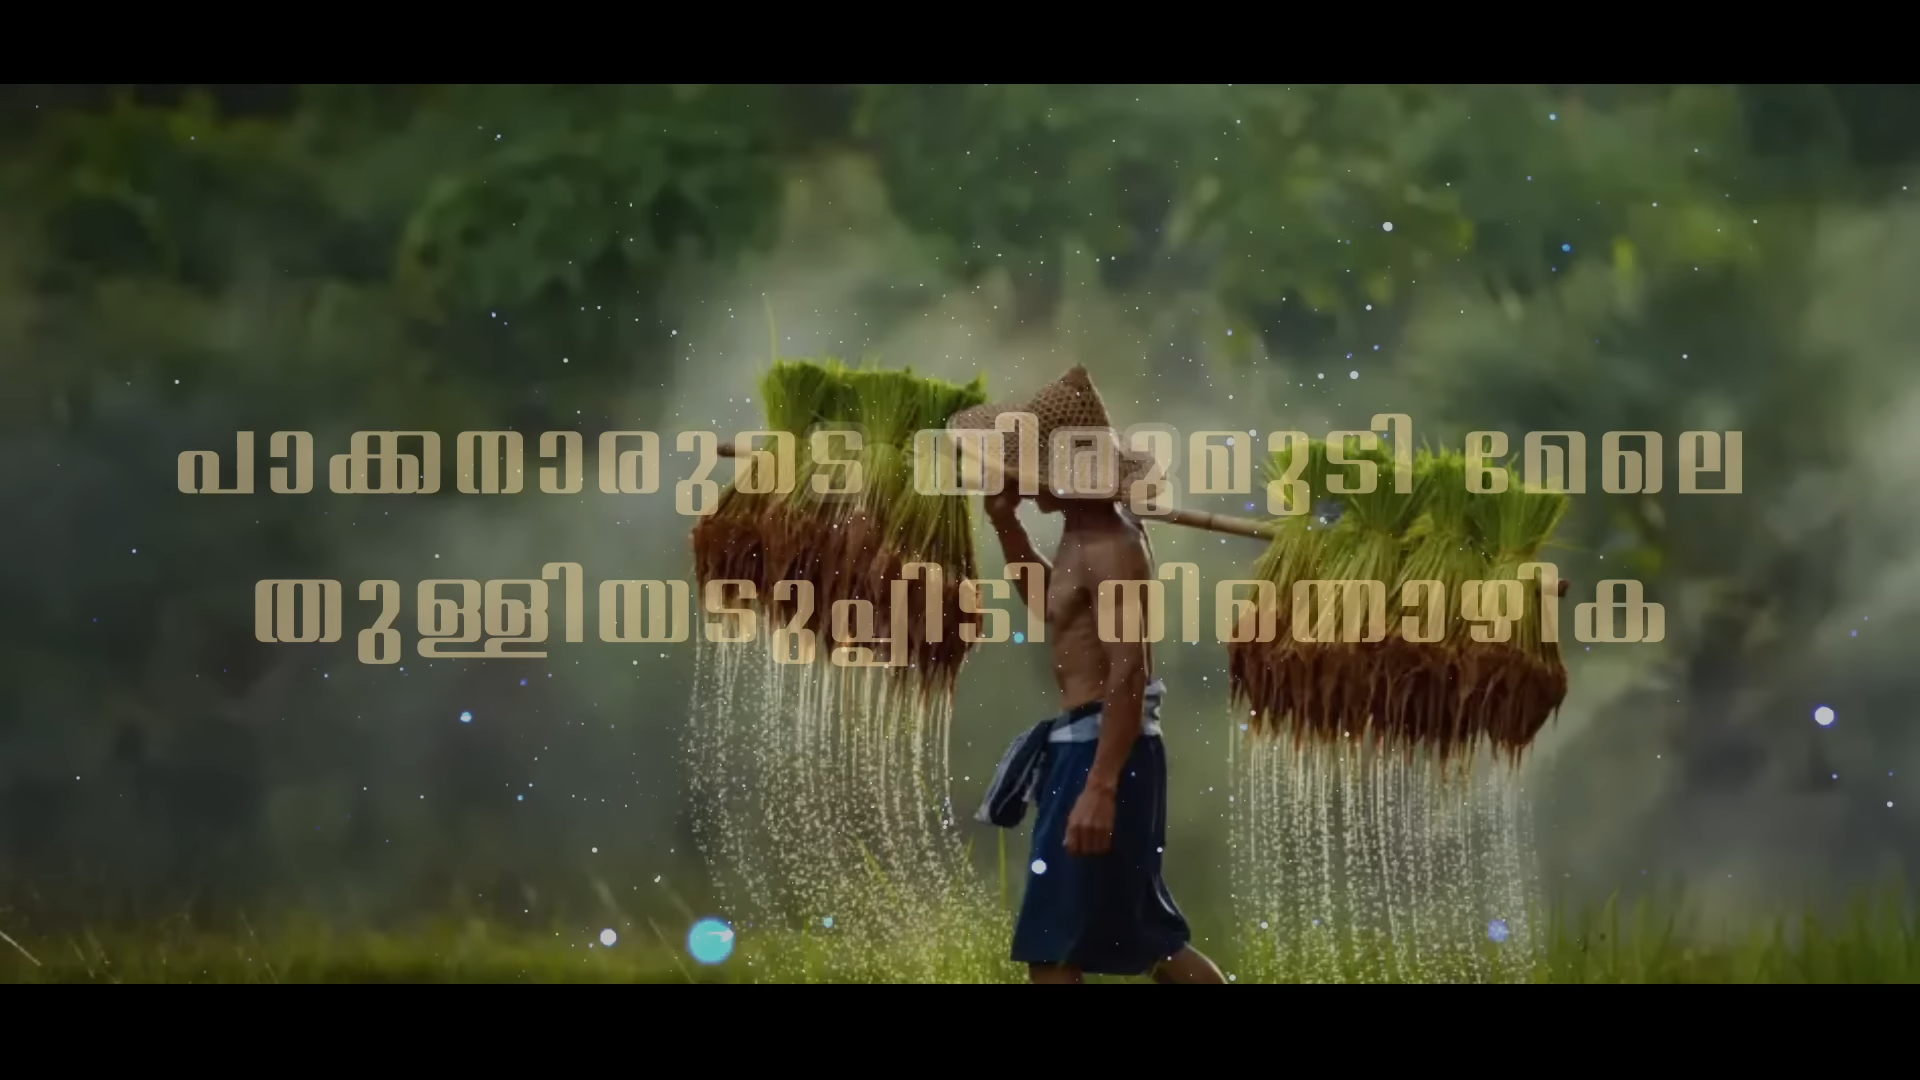 പാക്കനാരുടെ തിരുമുടി മേലെ
തുള്ളിയടുപ്പിടി നിന്നൊഴിക